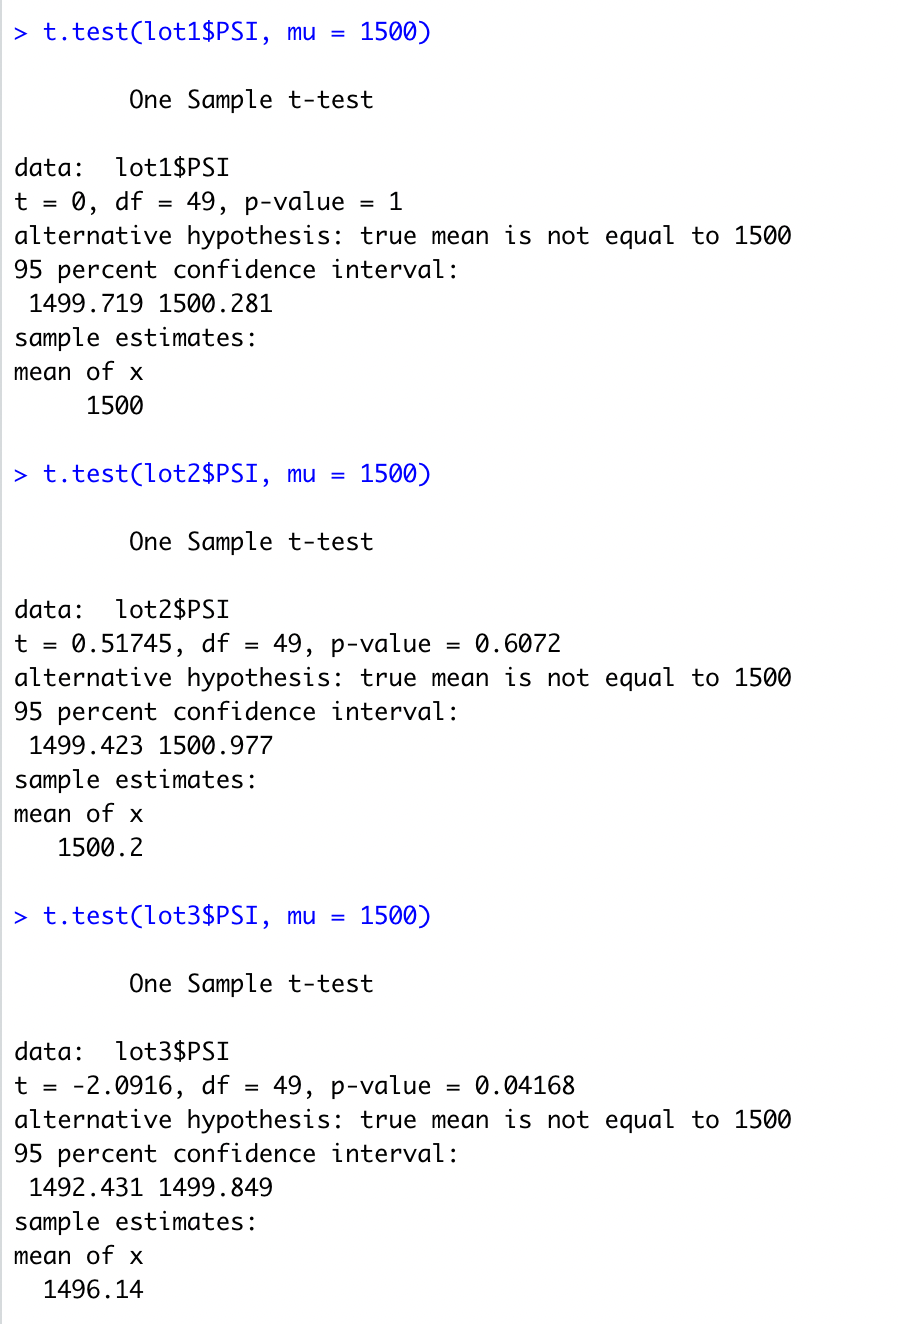 > t.test(lot1$PSI, mu = 1500)
One Sample t-test
data:  lot1$PSI
t = 0, df = 49, p-value = 1
alternative hypothesis: true mean is not equal to 1500
95 percent confidence interval:
1499.719 1500.281
sample estimates:
mean of x
1500
> t.test(lot2$PSI, mu = 1500)
One Sample t-test
data:  lot2$PSI
t = 0.51745, df = 49, p-value = 0.6072
alternative hypothesis: true mean is not equal to 1500
95 percent confidence interval:
1499.423 1500.977
sample estimates:
mean of x
1500.2
> t.test(lot3$PSI, mu = 1500)
One Sample t-test
data:  lot3$PSI
t = -2.0916, df = 49, p-value = 0.04168
alternative hypothesis: true mean is not equal to 1500
95 percent confidence interval:
1492.431 1499.849
sample estimates:
mean of x
1496.14